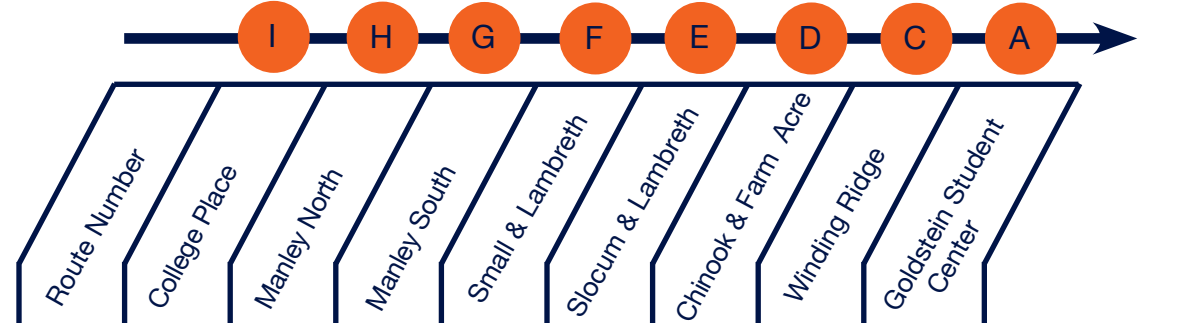 I H G F E D C A
Route Number
College Place
Manley North
Manley South
Small & Lambreth
Slocum & Lambreth
Chinook & Farm Acre
Winding Ridge
Goldstein Student
Center